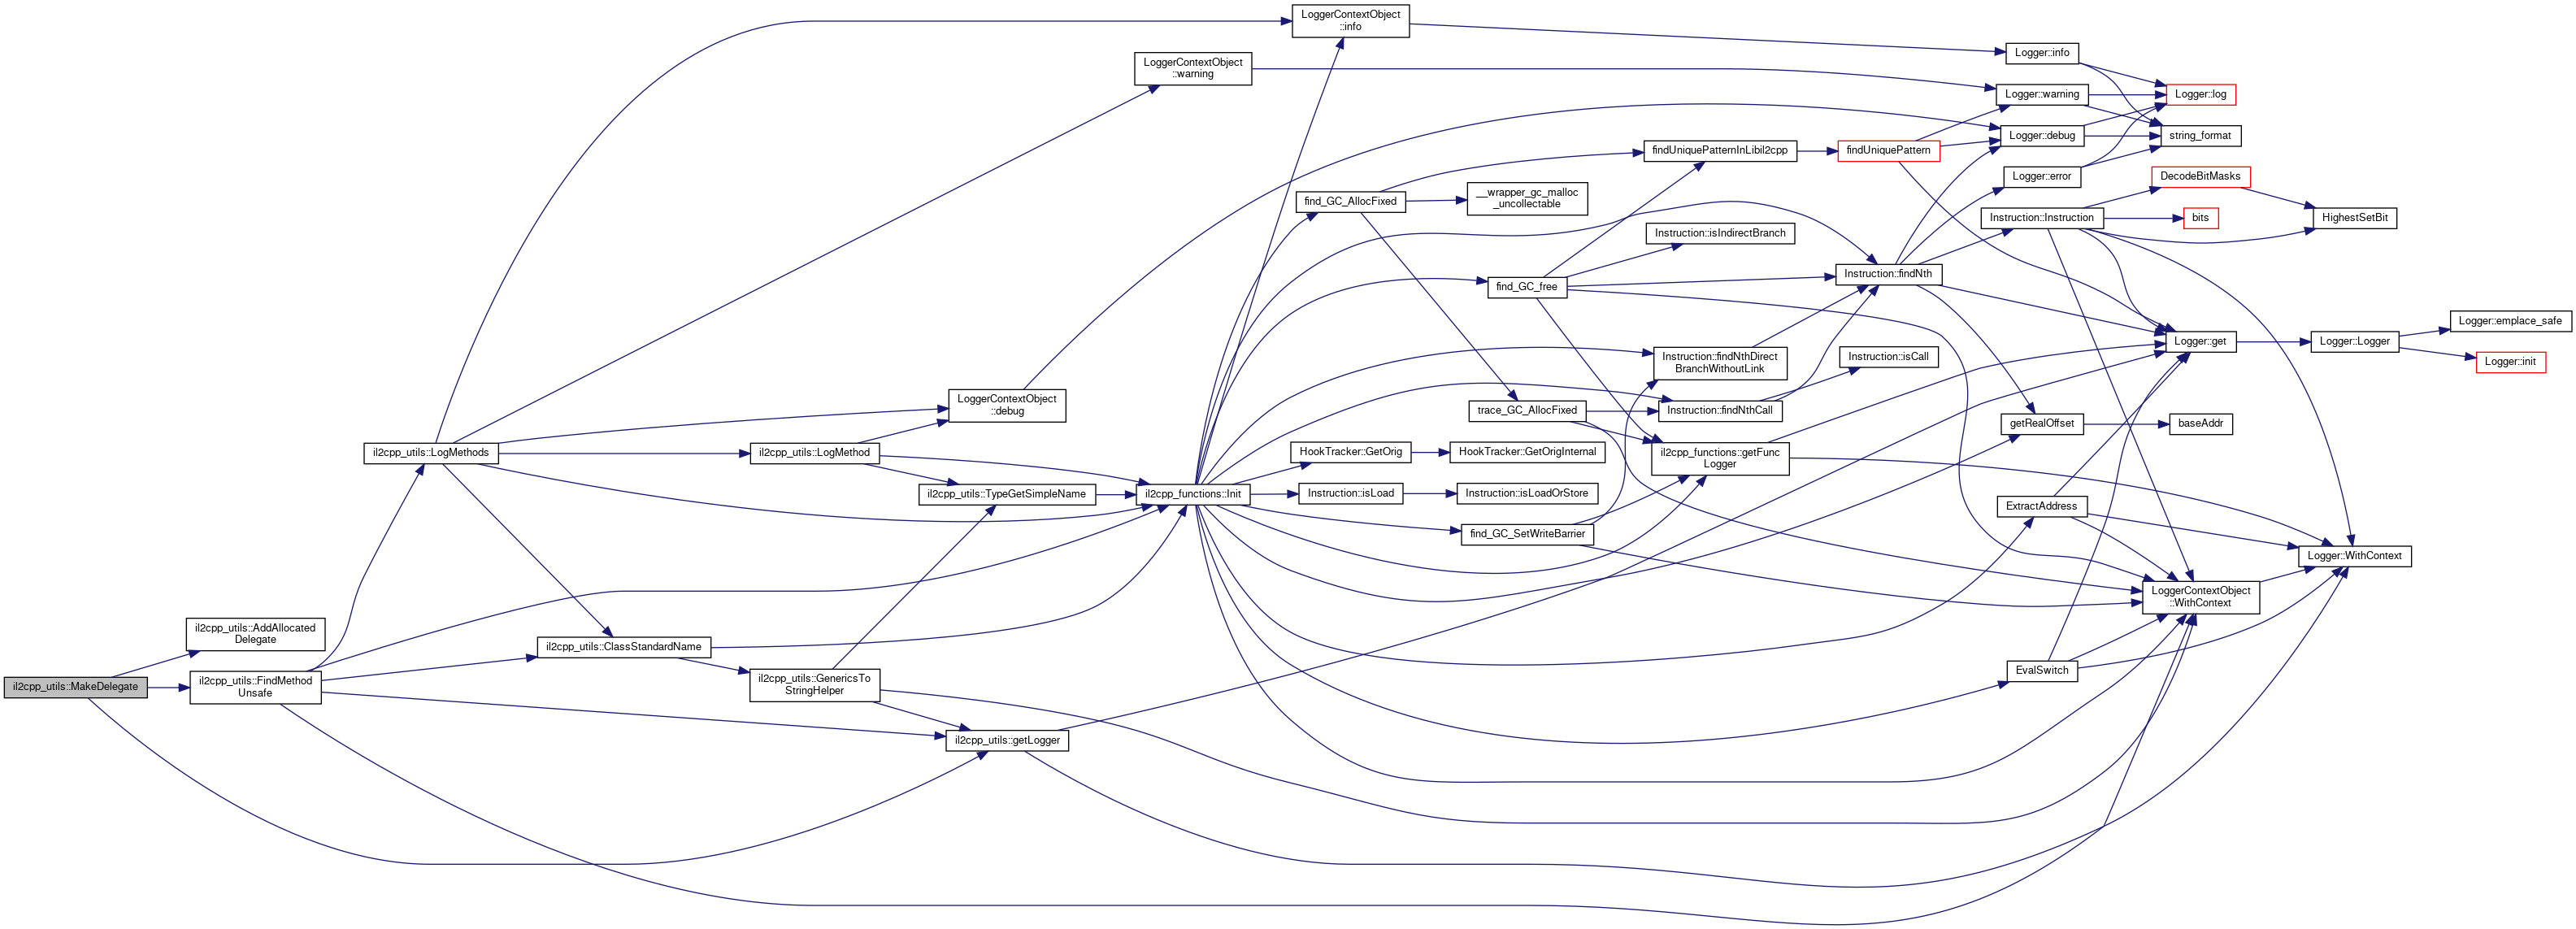 il2cpp_utils::MakeDelegate
il2cpp_utils::AddAllocated
Delegate
il2cpp_utils::FindMethod
Unsafe
il2cpp_utils::LogMethods
il2cpp_utils::ClassStandardName
il2cpp_utils::LogMethod
il2cpp_utils::GenericsTo
StringHelper
LoggerContextObject
::debug
il2cpp_utils::TypeGetSimpleName
il2cpp_utils::getLogger
LoggerContextObject
::warning
il2cpp_functions::Init
LoggerContextObject
::info
find_GC_AllocFixed
HookTracker::GetOrig
Instruction::isLoad
__wrapper_gc_malloc
_uncollectable
find_GC_free
trace_GC_AllocFixed
HookTracker::GetOrigInternal
Instruction::isLoadOrStore
find_GC_SetWriteBarrier
findUniquePatternInLibil2cpp
Instruction::isIndirectBranch
Instruction::findNthDirect
BranchWithoutLink
Instruction::findNthCall
il2cpp_functions::getFunc
Logger
findUniquePattern
Instruction::findNth
Instruction::isCall
Logger::info
Logger::warning
Logger::debug
Logger::error
Instruction::Instruction
getRealOffset
ExtractAddress
EvalSwitch
Logger::log
string_format
DecodeBitMasks
bits
Logger::get
baseAddr
LoggerContextObject
::WithContext
HighestSetBit
Logger::Logger
Logger::WithContext
Logger::emplace_safe
Logger::init